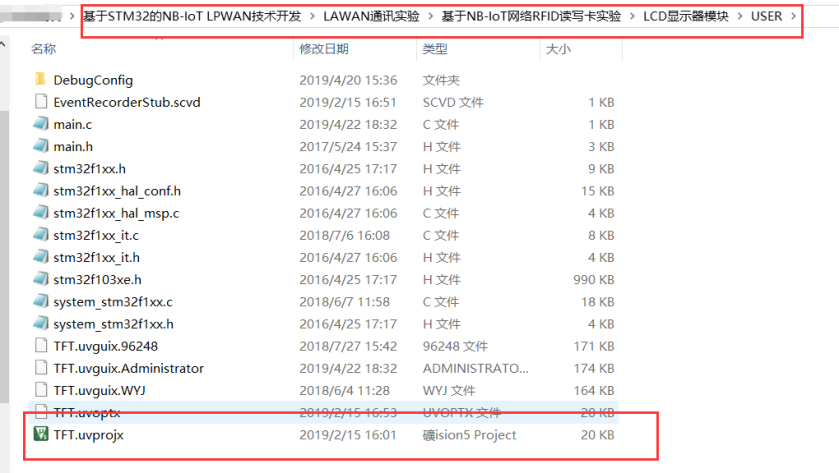 基于STM32的NB-IoT LPWAN技术开发 > LAWAN通讯实验 > 基于NB-IoT网络RFID读写卡实验 > LCD显示器模块 > USER >
名称 修改日期 类型 大小
DebugConfig 2019/4/20 15:36 文件夹
EventRecorderStub.scvd 2019/2/15 16:51 SCVD 文件 1 KB
main.c 2019/4/22 18:32 C 文件 1 KB
main.h 2017/5/24 15:37 H 文件 3 KB
stm32f1xx.h 2016/4/25 17:17 H 文件 9 KB
stm32f1xx_hal_conf.h 2016/4/27 16:06 H 文件 15 KB
stm32f1xx_hal_msp.c 2016/4/27 16:06 C 文件 4 KB
stm32f1xx_it.c 2018/7/6 16:08 C 文件 8 KB
stm32f1xx_it.h 2016/4/27 16:06 H 文件 4 KB
stm32f103xe.h 2016/4/25 17:17 H 文件 990 KB
system_stm32f1xx.c 2018/6/7 11:58 C 文件 18 KB
system_stm32f1xx.h 2016/4/25 17:17 H 文件 4 KB
TFT.uvguix.96248 2018/7/27 15:42 96248 文件 171 KB
TFT.uvguix.Administrator 2019/4/22 18:32 ADMINISTRATO... 174 KB
TFT.uvguix.WYJ 2018/6/4 11:28 WYJ 文件 164 KB
TFT.uvoptx 2019/2/15 16:53 UVOPTX 文件 20 KB
TFT.uvprojx 2019/2/15 16:01 礦ision5 Project 20 KB